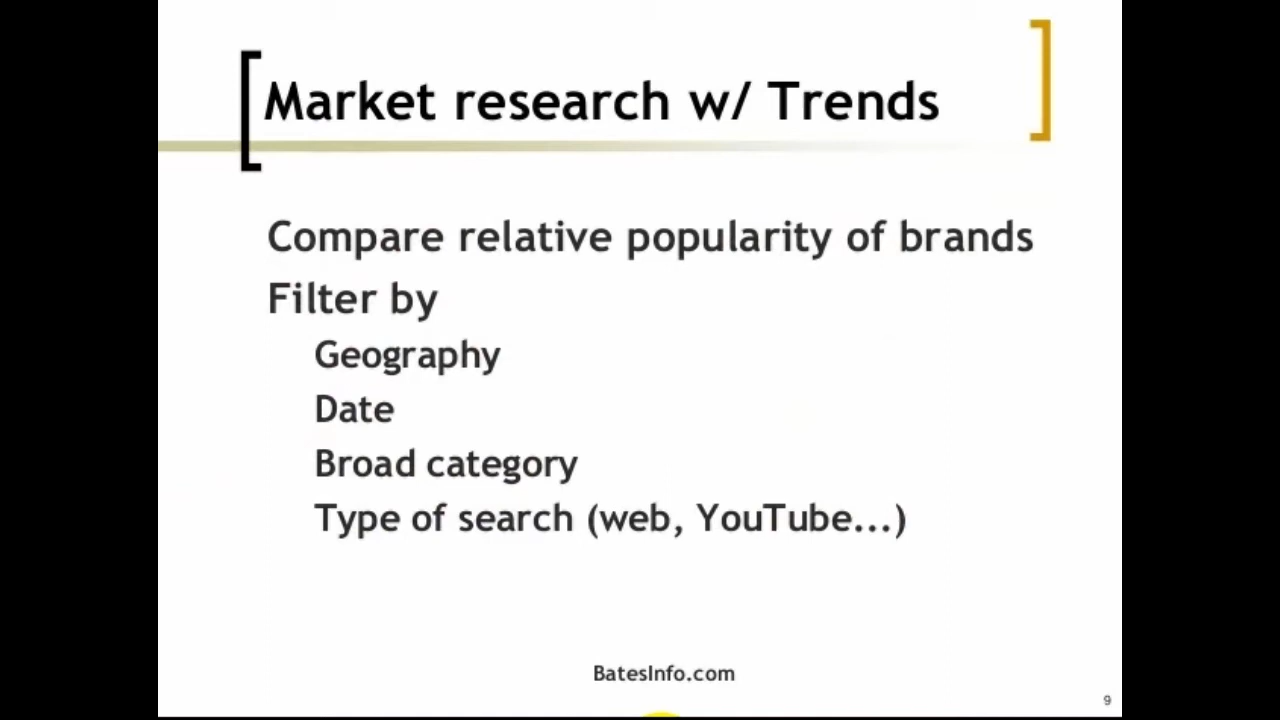 Market research w/ Trends
Compare relative popularity of brands
Filter by
Geography
Date
Broad category
Type of search (web, YouTube...)
BatesInfo.com
9